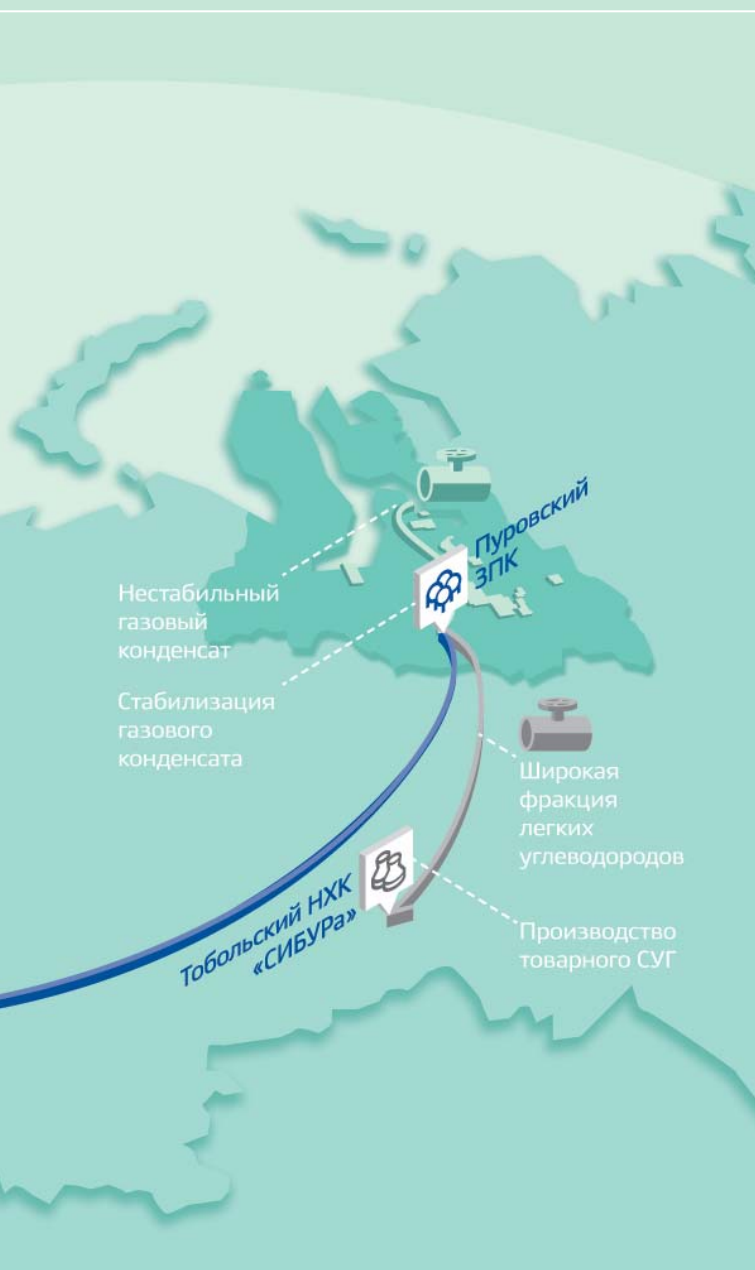 Пуровский
ЗПК
Нестабильный
газовый
конденсат
Стабилизация
газового
конденсата
Широкая
фракция
легких
углеводородов
Тобольский НХК
«СИБУРа»
Производство
товарного СУГ